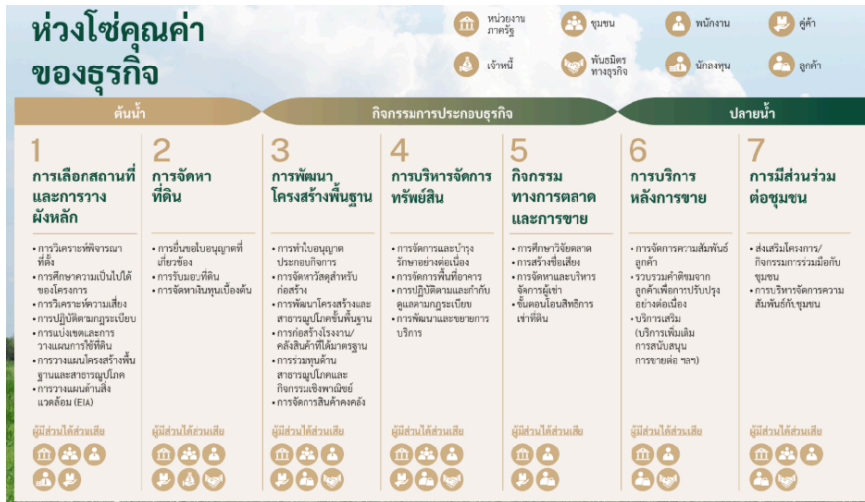 ห่วงโซ่คุณค่า
ของธุรกิจ
หน่วยงาน
ภาครัฐ
ชุมชน
พนักงาน
คู่ค้า
เจ้าหนี้
พันธมิตร
ทางธุรกิจ
นักลงทุน
ลูกค้า
ต้นน้ำ
กิจกรรมการประกอบธุรกิจ
ปลายน้ำ
1
การเลือกสถานที่
และการวาง
ผังหลัก
• การวิเคราะห์พิจารณา
ที่ตั้ง
• การศึกษาความเป็นไปได้
ของโครงการ
• การวิเคราะห์ความเสี่ยง
• การปฏิบัติตามกฎระเบียบ
• การแบ่งเขตและการ
วางแผนการใช้ที่ดิน
• การวางแผนโครงสร้างพื้น
ฐานและสาธารณูปโภค
• การวางแผนด้านสิ่ง
แวดล้อม (EIA)
ผู้มีส่วนได้ส่วนเสีย
2
การจัดหา
ที่ดิน
• การยื่นขอใบอนุญาตที่
เกี่ยวข้อง
• การรับมอบที่ดิน
• การจัดหาเงินทุนเบื้องต้น
ผู้มีส่วนได้ส่วนเสีย
3
การพัฒนา
โครงสร้างพื้นฐาน
• การทำใบอนุญาต
ประกอบกิจการ
• การจัดหาวัสดุสำหรับ
ก่อสร้าง
• การพัฒนาโครงสร้างและ
สาธารณูปโภคขั้นพื้นฐาน
• การก่อสร้างโรงงาน/
คลังสินค้าที่ได้มาตรฐาน
• การร่วมทุนด้าน
สาธารณูปโภคและ
กิจกรรมเชิงพาณิชย์
• การจัดการสินค้าคงคลัง
ผู้มีส่วนได้ส่วนเสีย
4
การบริหารจัดการ
ทรัพย์สิน
• การจัดการและบำรุง
รักษาอย่างต่อเนื่อง
• การจัดการพื้นที่อาคาร
• การปฏิบัติตามและกำกับ
ดูแลตามกฎระเบียบ
• การพัฒนาและขยายการ
บริการ
ผู้มีส่วนได้ส่วนเสีย
5
กิจกรรม
ทางการตลาด
และการขาย
• การศึกษาวิจัยตลาด
• การสร้างชื่อเสียง
• การจัดหาและบริหาร
จัดการผู้เช่า
• ขั้นตอนโอนสิทธิการ
เช่าที่ดิน
ผู้มีส่วนได้ส่วนเสีย
6
การบริการ
หลังการขาย
• การจัดการความสัมพันธ์
ลูกค้า
• รวบรวมคำติชมจาก
ลูกค้าเพื่อการปรับปรุง
อย่างต่อเนื่อง
• บริการเสริม
(บริการเพิ่มเติม
การสนับสนุน
การขายต่อ ฯลฯ)
ผู้มีส่วนได้ส่วนเสีย
7
การมีส่วนร่วม
ต่อชุมชน
• ส่งเสริมโครงการ/
กิจกรรมการร่วมมือกับ
ชุมชน
• การบริหารจัดการความ
สัมพันธ์กับชุมชน
ผู้มีส่วนได้ส่วนเสีย